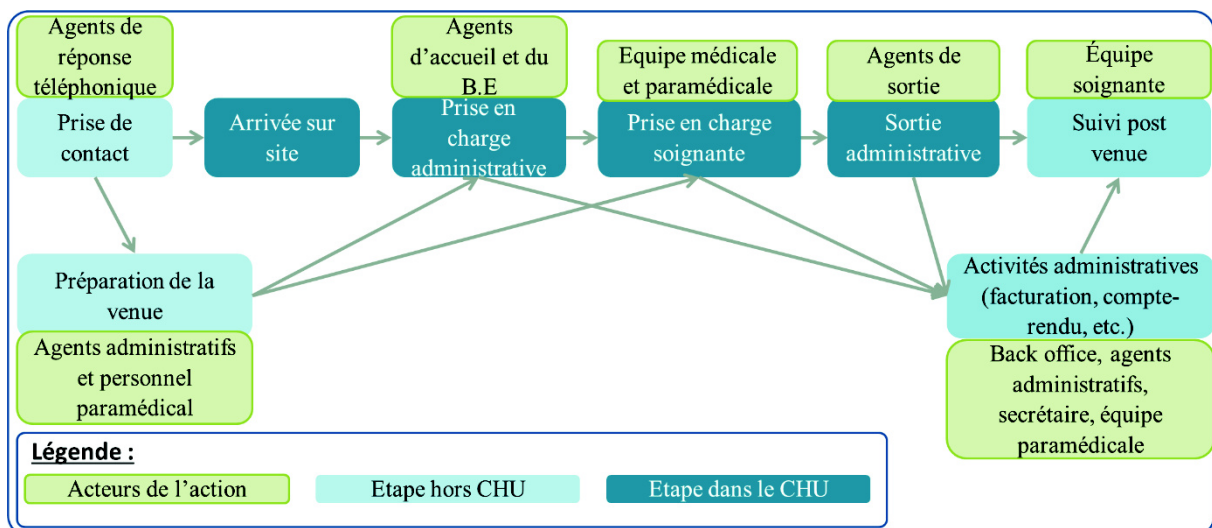 Agents de
réponse
téléphonique
Prise de
contact
Arrivée sur
site
Agents
d’accueil et du
B.E
Prise en
charge
administrative
Equipe médicale
et paramédicale
Prise en charge
soignante
Agents de
sortie
Sortie
administrative
Équipe
soignante
Suivi post
venue
Préparation de la
venue
Agents administratifs
et personnel
paramédical
Activités administratives
(facturation, compte-
rendu, etc.)
Back office, agents
administratifs,
secrétaire, équipe
paramédicale
Légende :
Acteurs de l’action
Etape hors CHU
Etape dans le CHU